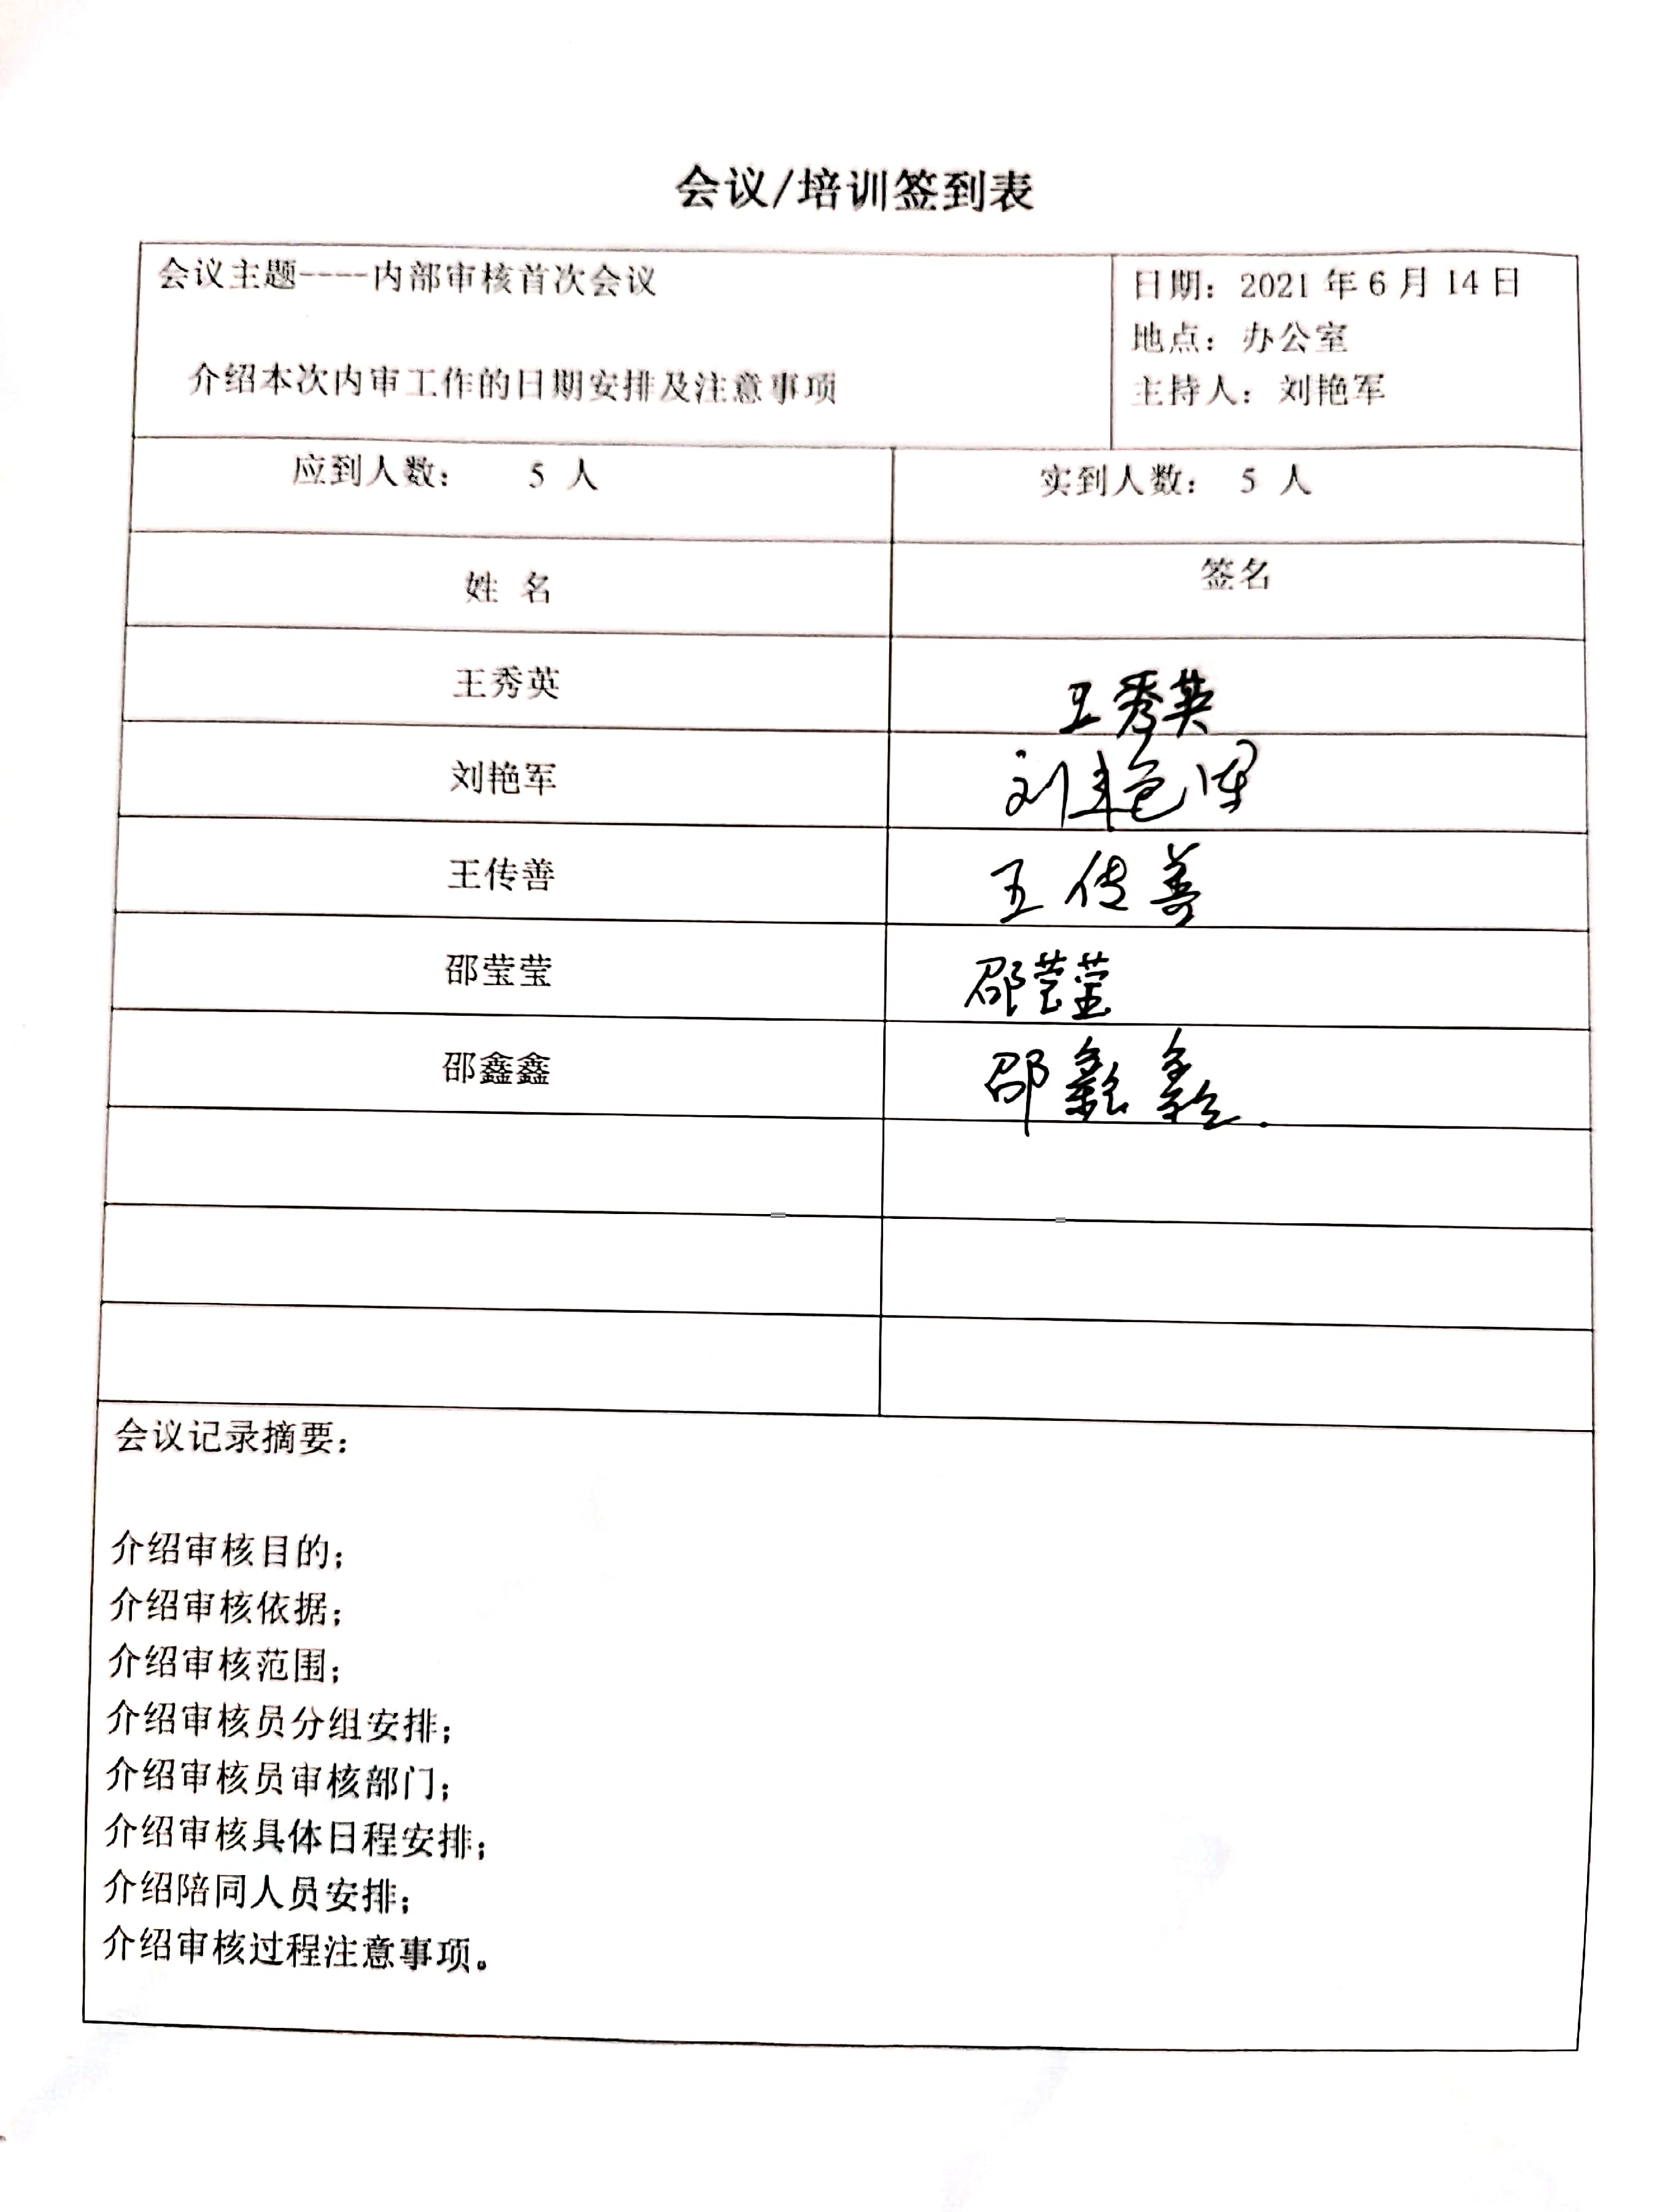 会议/培训签到表
会议主题----内部审核首次会议
介绍本次内审工作的日期安排及注意事项
日期：2021 年 6 月 14 日
地点：办公室
主持人：刘艳军
应到人数： 5 人
实到人数： 5 人
姓 名
签名
王秀英
王秀英
刘艳军
刘艳军
王传善
王传善
邵莹莹
邵莹莹
邵鑫鑫
邵鑫鑫.
会议记录摘要：
介绍审核目的；
介绍审核依据；
介绍审核范围；
介绍审核员分组安排；
介绍审核员审核部门；
介绍审核具体日程安排；
介绍陪同人员安排；
介绍审核过程注意事项。